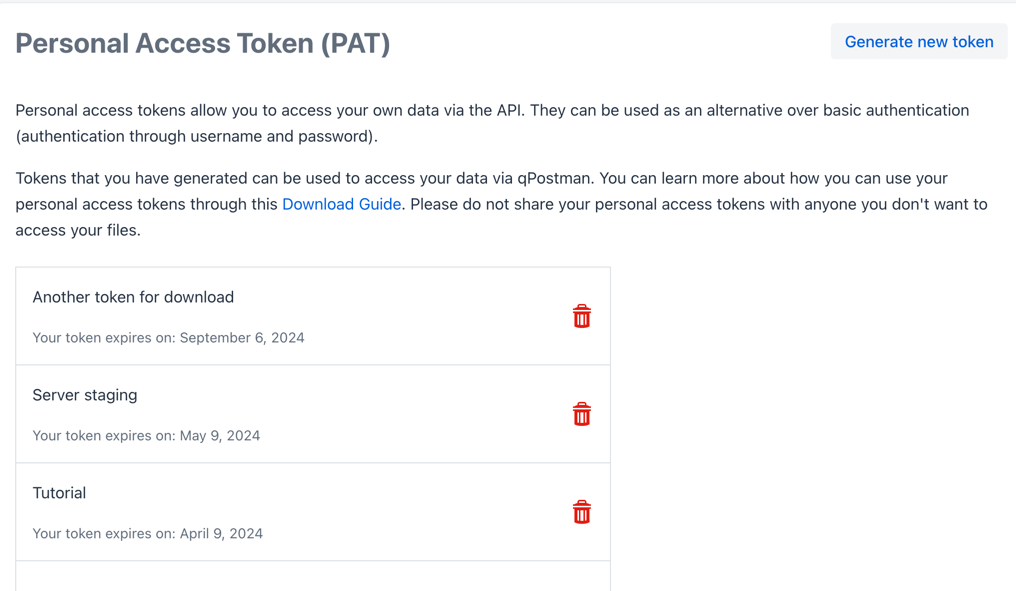 Personal Access Token (PAT)
Generate new token
Personal access tokens allow you to access your own data via the API. They can be used as an alternative over basic authentication
(authentication through username and password).
Tokens that you have generated can be used to access your data via qPostman. You can learn more about how you can use your
personal access tokens through this Download Guide. Please do not share your personal access tokens with anyone you don't want to
access your files.
Another token for download
Your token expires on: September 6, 2024
Server staging
Your token expires on: May 9, 2024
Tutorial
Your token expires on: April 9, 2024